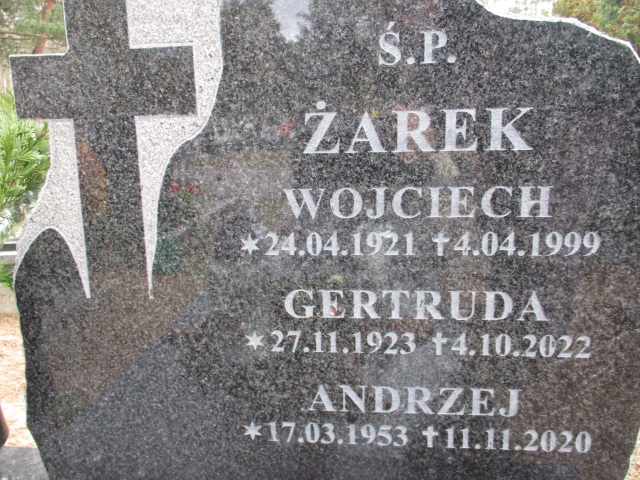 Ś.P.
ŻAREK
WOJCIECH
✶24.04.1921 ✝4.04.1999
GERTRUDA
✶27.11.1923 ✝4.10.2022
ANDRZEJ
✶17.03.1953 ✝11.11.2020